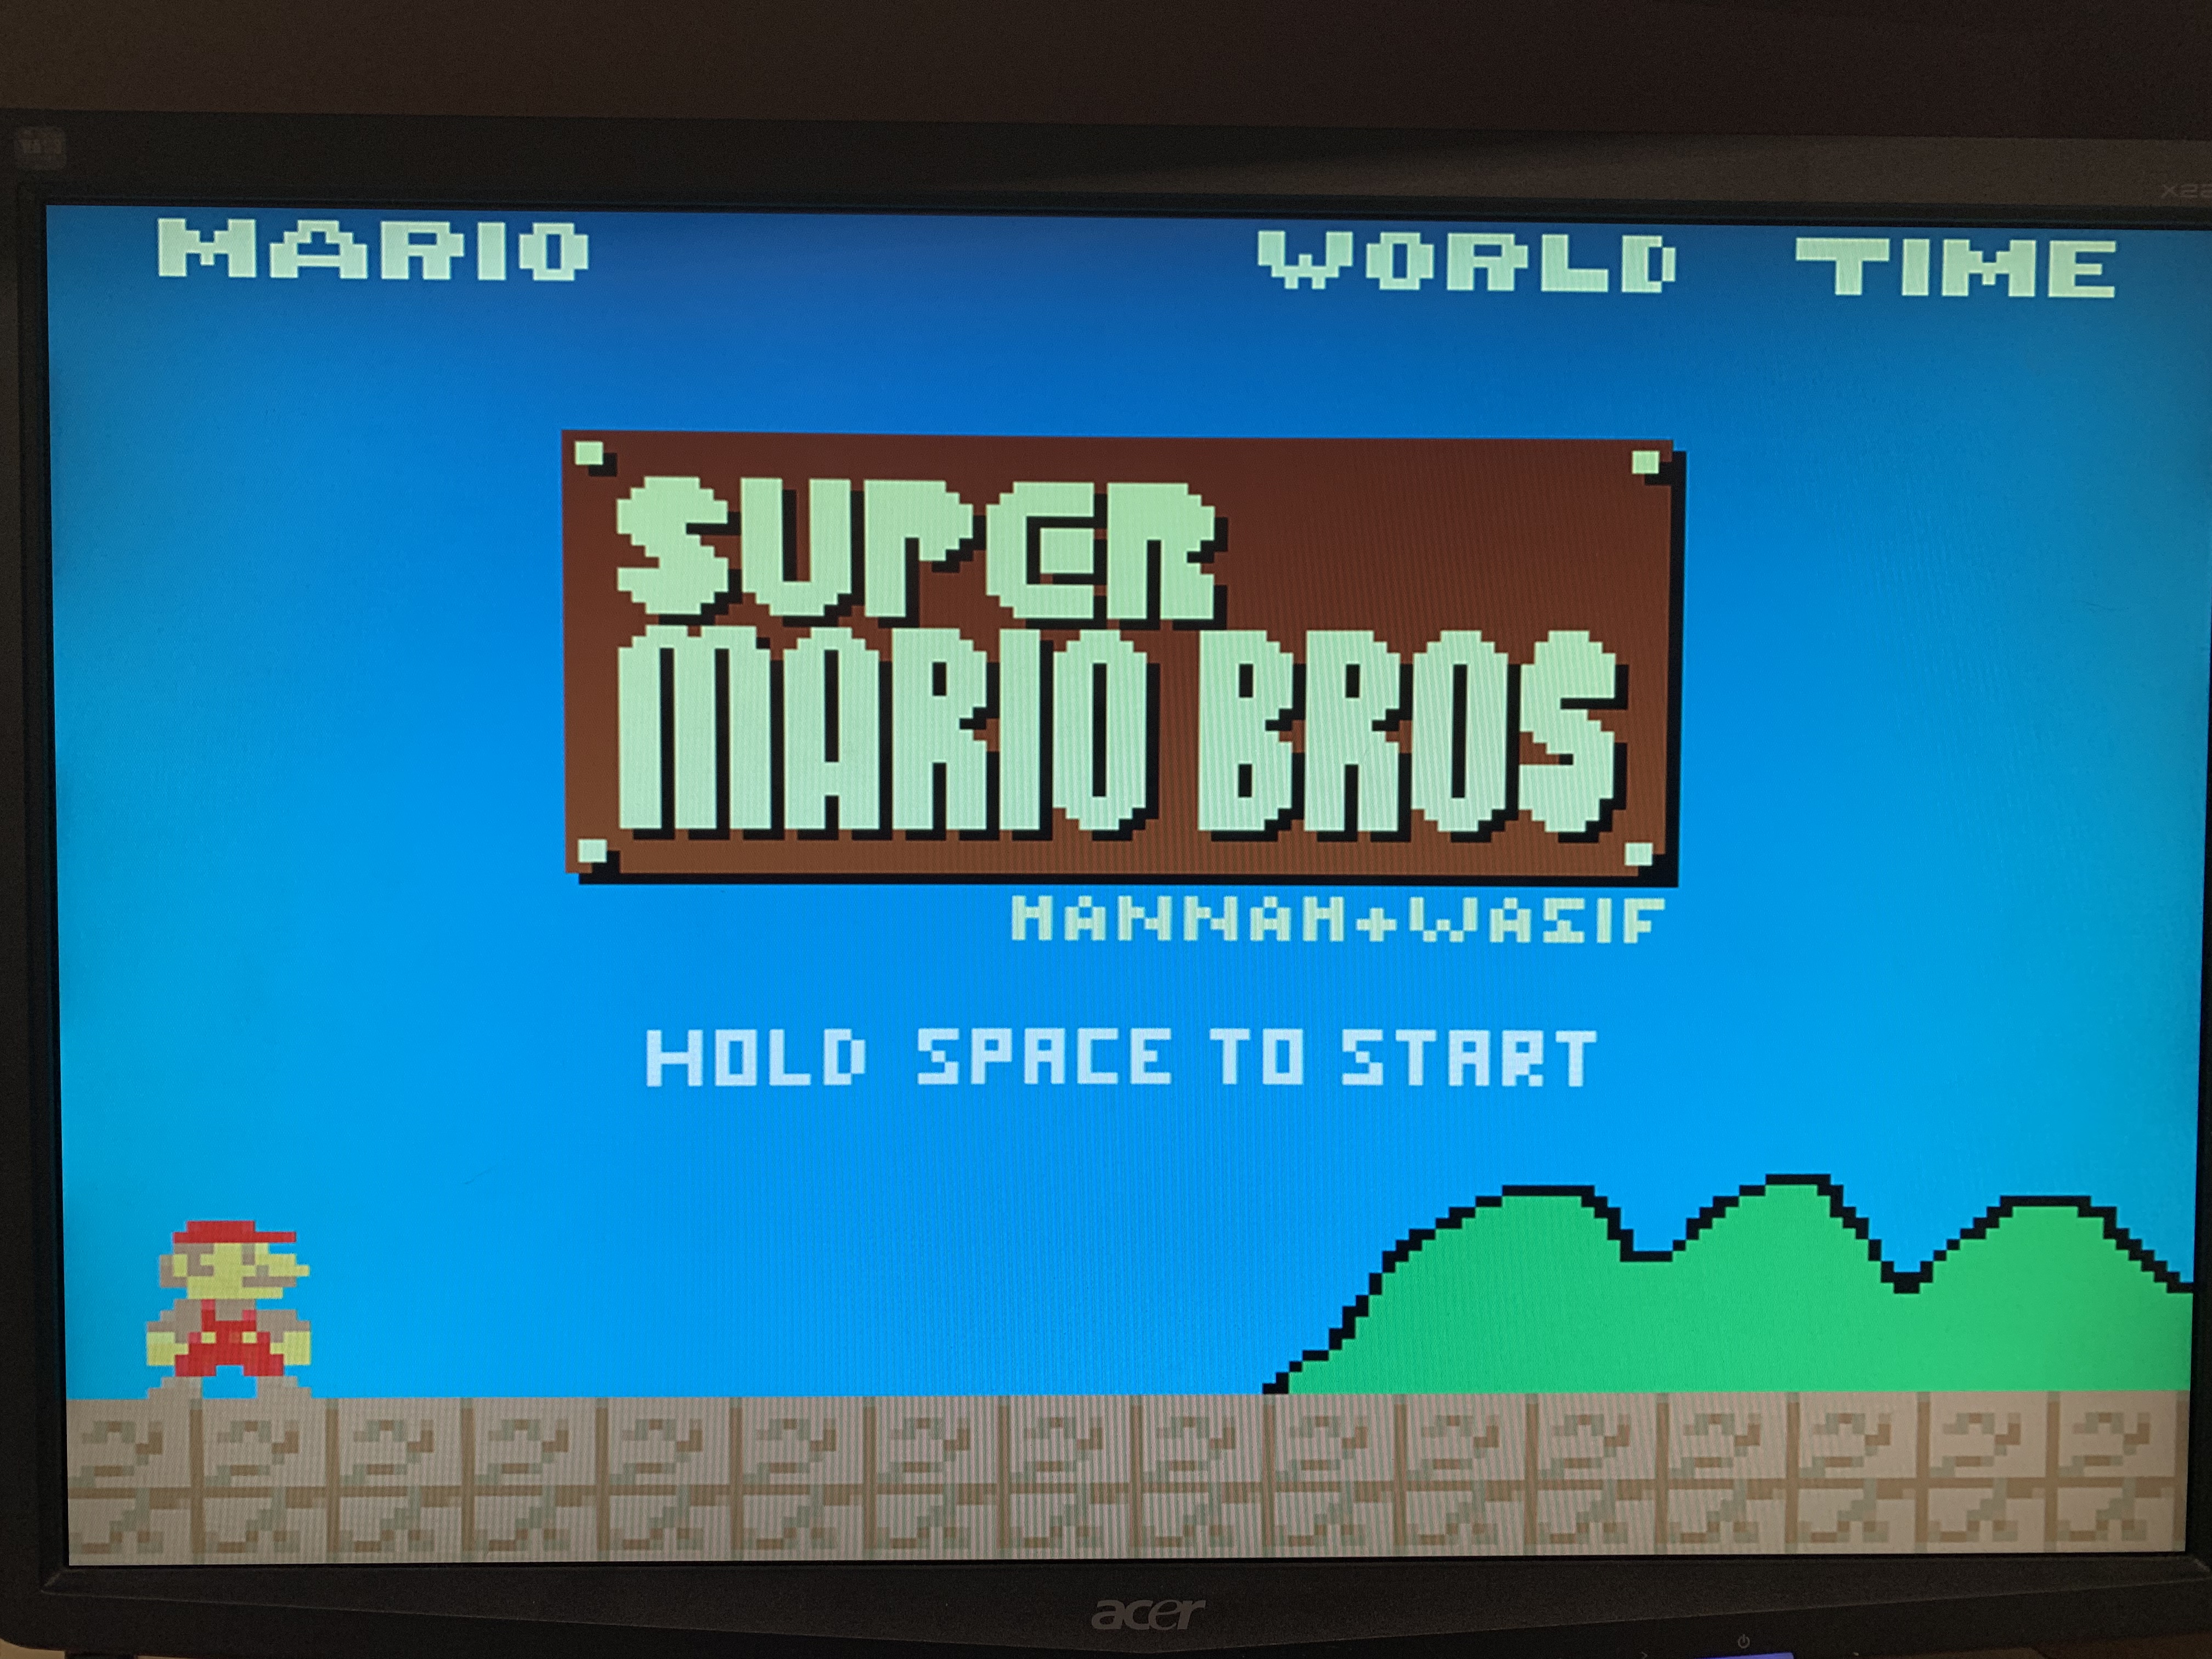 MARIO WORLD TIME
SUPER
MARIO BROS
HANNAH+WASIF
HOLD SPACE TO START
acer